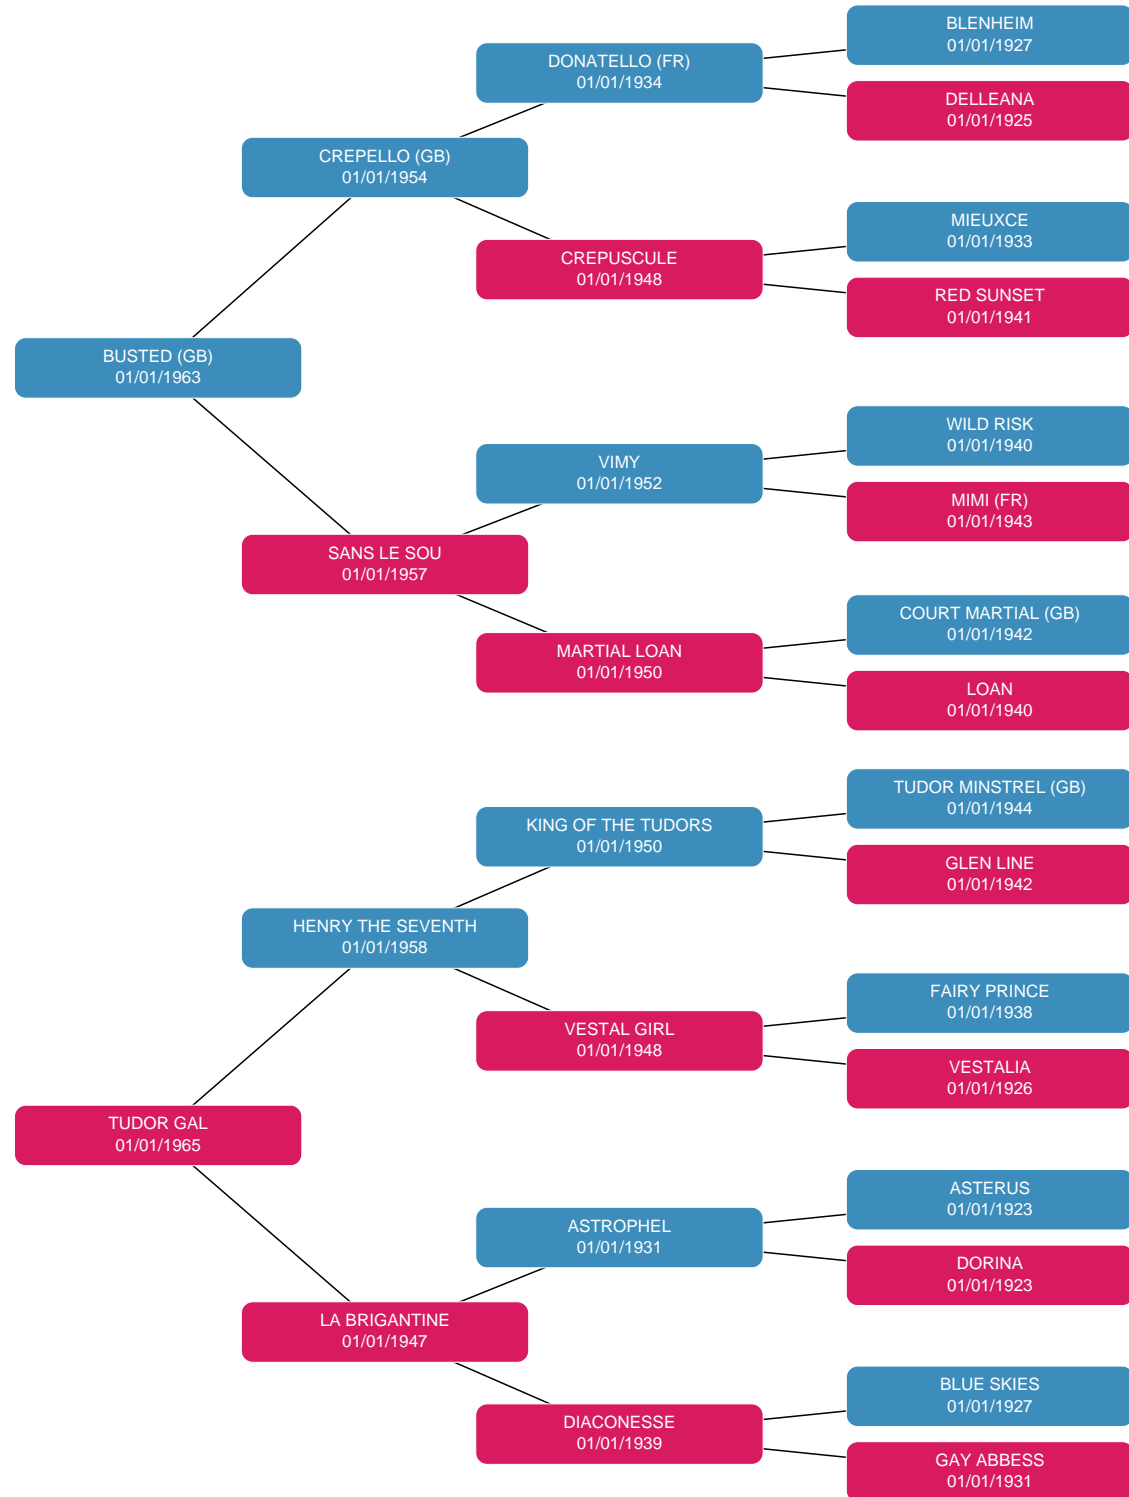 BLENHEIM
01/01/1927
DONATELLO (FR)
01/01/1934
DELLEANA
01/01/1925
CREPELLO (GB)
01/01/1954
MIEUXCE
01/01/1933
CREPUSCULE
01/01/1948
RED SUNSET
01/01/1941
BUSTED (GB)
01/01/1963
WILD RISK
01/01/1940
VIMY
01/01/1952
MIMI (FR)
01/01/1943
SANS LE SOU
01/01/1957
COURT MARTIAL (GB)
01/01/1942
MARTIAL LOAN
01/01/1950
LOAN
01/01/1940
TUDOR MINSTREL (GB)
01/01/1944
KING OF THE TUDORS
01/01/1950
GLEN LINE
01/01/1942
HENRY THE SEVENTH
01/01/1958
FAIRY PRINCE
01/01/1938
VESTAL GIRL
01/01/1948
VESTALIA
01/01/1926
TUDOR GAL
01/01/1965
ASTERUS
01/01/1923
ASTROPHEL
01/01/1931
DORINA
01/01/1923
LA BRIGANTINE
01/01/1947
BLUE SKIES
01/01/1927
DIACONESSE
01/01/1939
GAY ABBESS
01/01/1931